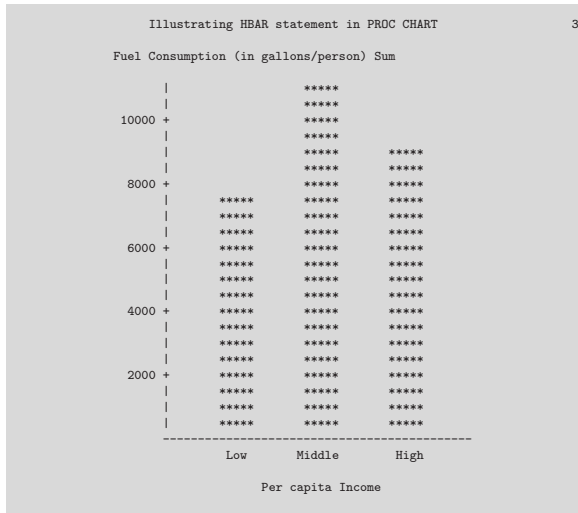 Illustrating HBAR statement in PROC CHART 3
Fuel Consumption (in gallons/person) Sum
| *****
| *****
10000 + *****
| *****
| ***** *****
| ***** *****
8000 + ***** *****
| ***** ***** *****
| ***** ***** *****
| ***** ***** *****
6000 + ***** ***** *****
| ***** ***** *****
| ***** ***** *****
| ***** ***** *****
4000 + ***** ***** *****
| ***** ***** *****
| ***** ***** *****
| ***** ***** *****
2000 + ***** ***** *****
| ***** ***** *****
| ***** ***** *****
| ***** ***** *****
--------------------------------------------
Low Middle High
Per capita Income